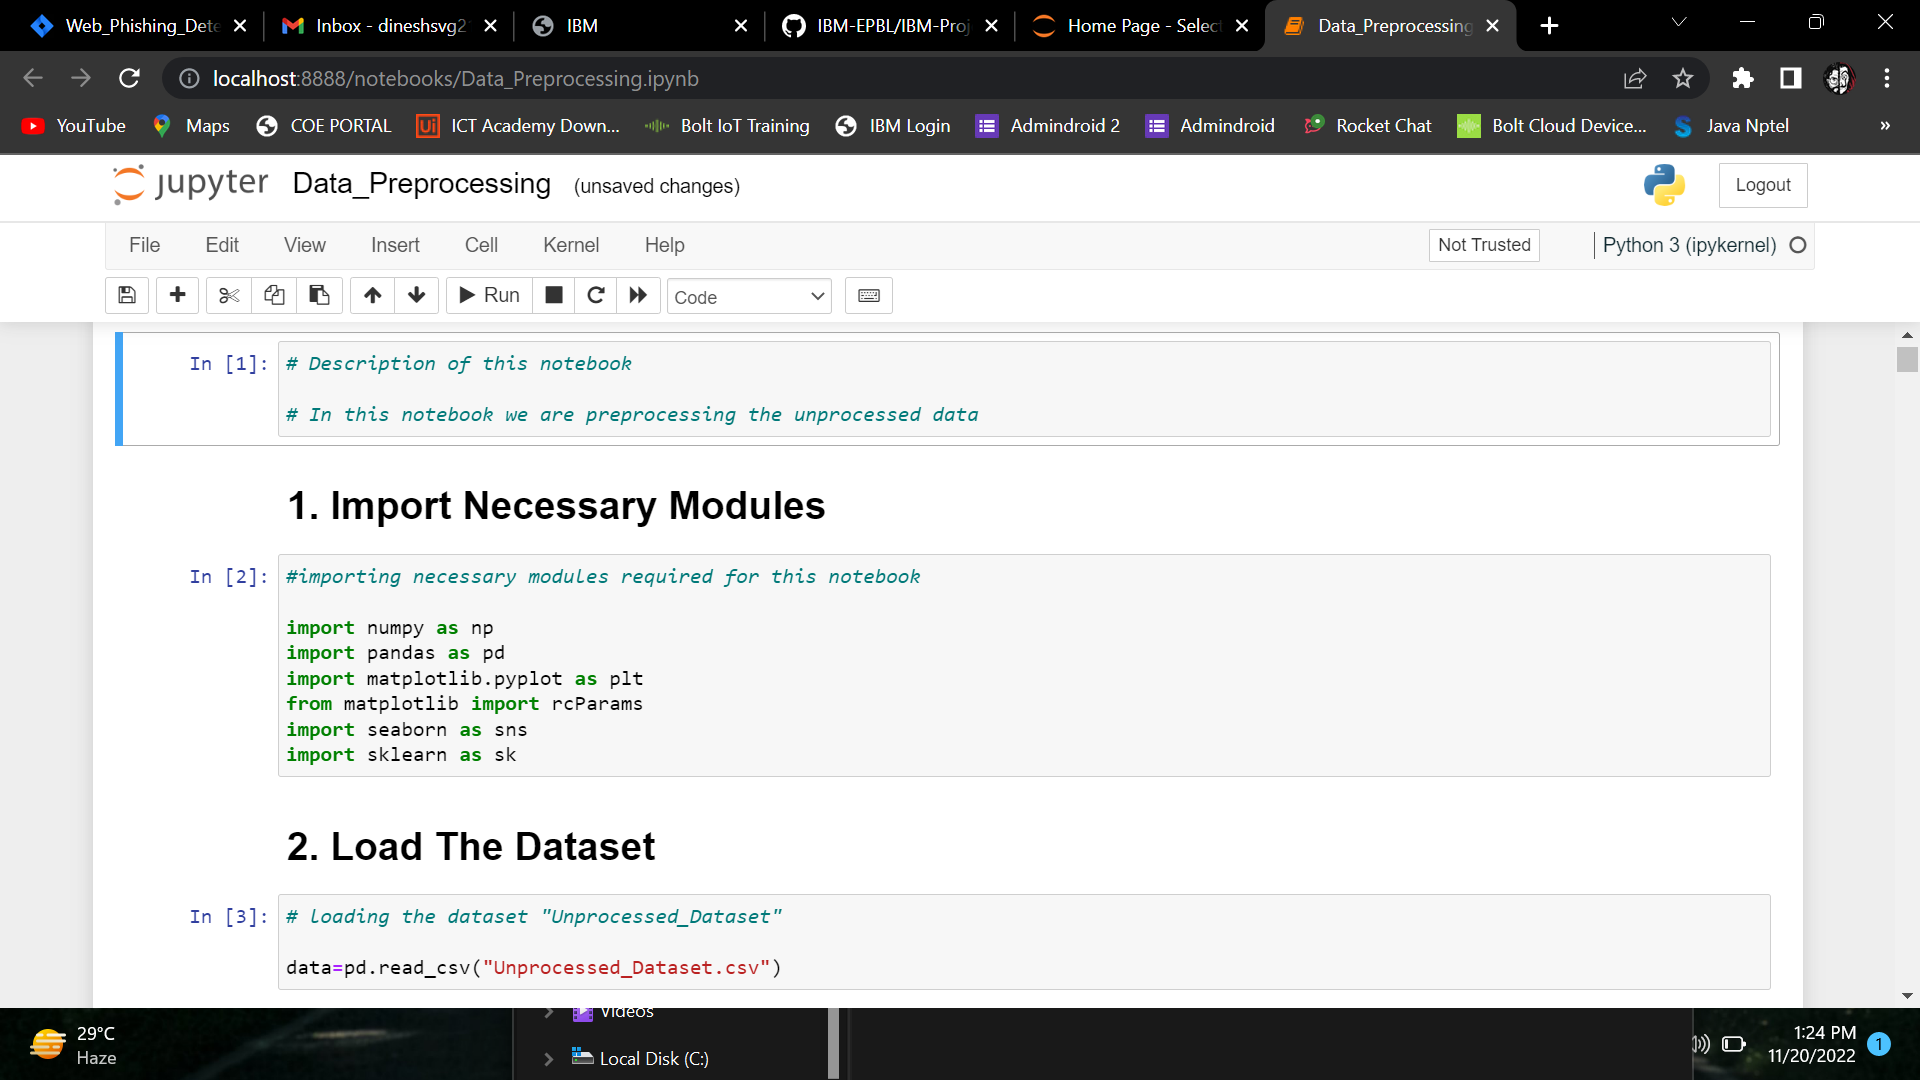 Web_Phishing_Dete
Inbox - dineshsvg2
IBM
IBM-EPBL/IBM-Proj
Home Page - Select
Data_Preprocessing
localhost:8888/notebooks/Data_Preprocessing.ipynb
YouTube
Maps
COE PORTAL
ICT Academy Down...
Bolt IoT Training
IBM Login
Admindroid 2
Admindroid
Rocket Chat
Bolt Cloud Device...
Java Nptel
»
jupyter
Data_Preprocessing
(unsaved changes)
Logout
File
Edit
View
Insert
Cell
Kernel
Help
Not Trusted
Python 3 (ipykernel)
Run
Code
In [1]:
# Description of this notebook
# In this notebook we are preprocessing the unprocessed data
1. Import Necessary Modules
In [2]:
#importing necessary modules required for this notebook
import numpy as np
import pandas as pd
import matplotlib.pyplot as plt
from matplotlib import rcParams
import seaborn as sns
import sklearn as sk
2. Load The Dataset
In [3]:
# loading the dataset "Unprocessed_Dataset"
data=pd.read_csv("Unprocessed_Dataset.csv")
29°C
Haze
Videos
Local Disk (C:)
1:24 PM
11/20/2022
1